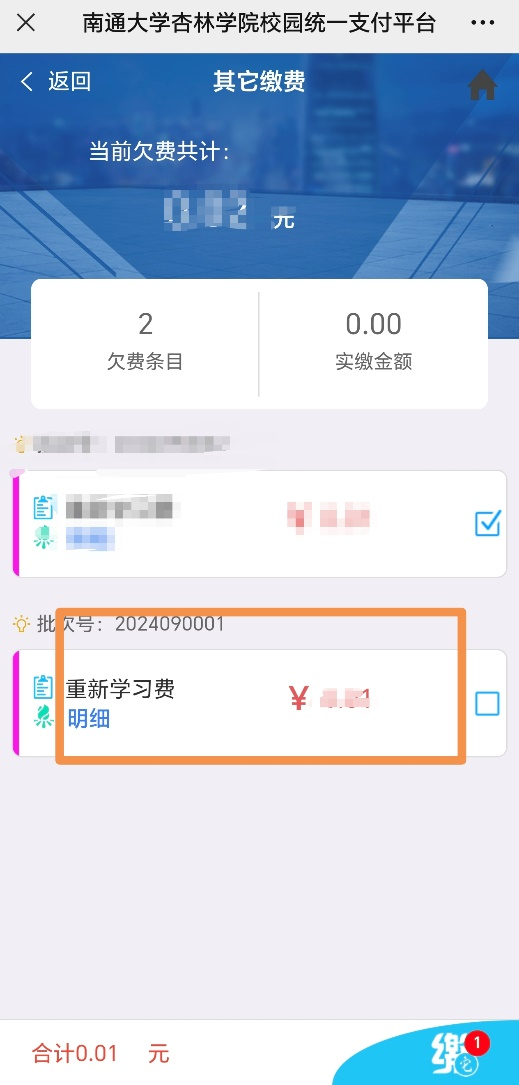 南通大学杏林学院校园统一支付平台
返回
其它缴费
当前欠费共计：
元
2
0.00
欠费条目
实缴金额
批次号：2024090001
重新学习费
¥
明细
合计0.01 元
缴
1